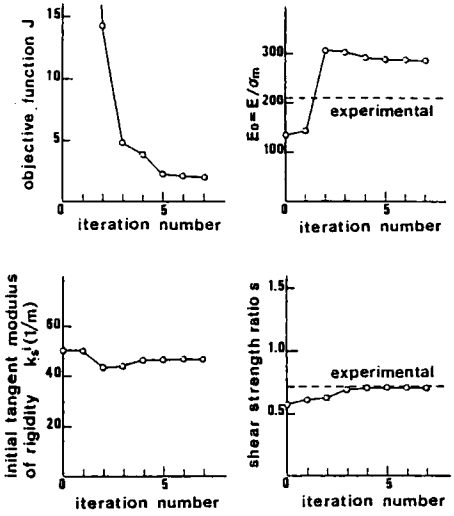 objective function J
15
10
5
0
5
iteration number
E₀=E/σₘ
300
200
100
experimental
0
5
iteration number
initial tangent modulus
of rigidity kₛⁱ(1/m)
60
40
20
0
5
iteration number
shear strength ratio s
1.5
1.0
0.5
experimental
0
5
iteration number